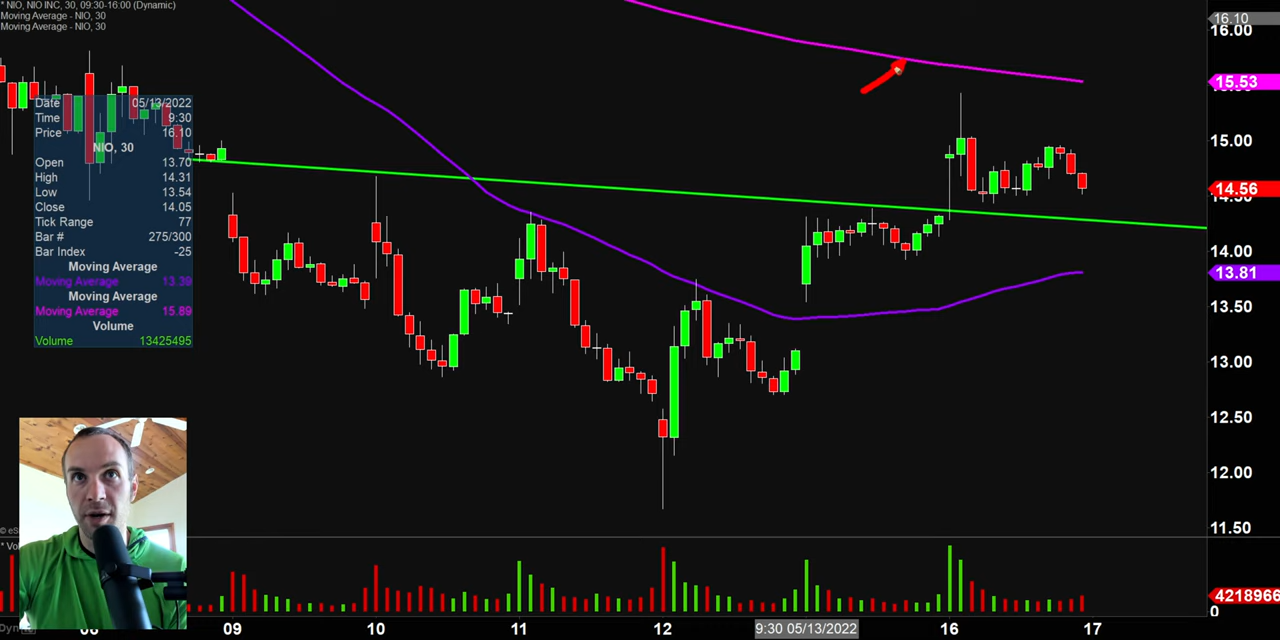 * NIO, NIO INC, 30, 09:30-16:00 (Dynamic)
Moving Average - NIO, 30
Moving Average - NIO, 30
16.10
16.00
15.53
Date 05/13/2022
Time 9:30
Price 16.10
NIO, 30
Open 13.70
High 14.31
Low 13.54
Close 14.05
Tick Range 77
Bar # 275/300
Bar Index -25
Moving Average
Moving Average 13.39
Moving Average
Moving Average 15.89
Volume
Volume 13425495
15.00
14.56
14.50
14.00
13.81
13.50
13.00
12.50
12.00
11.50
4218966
0
09 10 11 12 9:30 05/13/2022 16 17